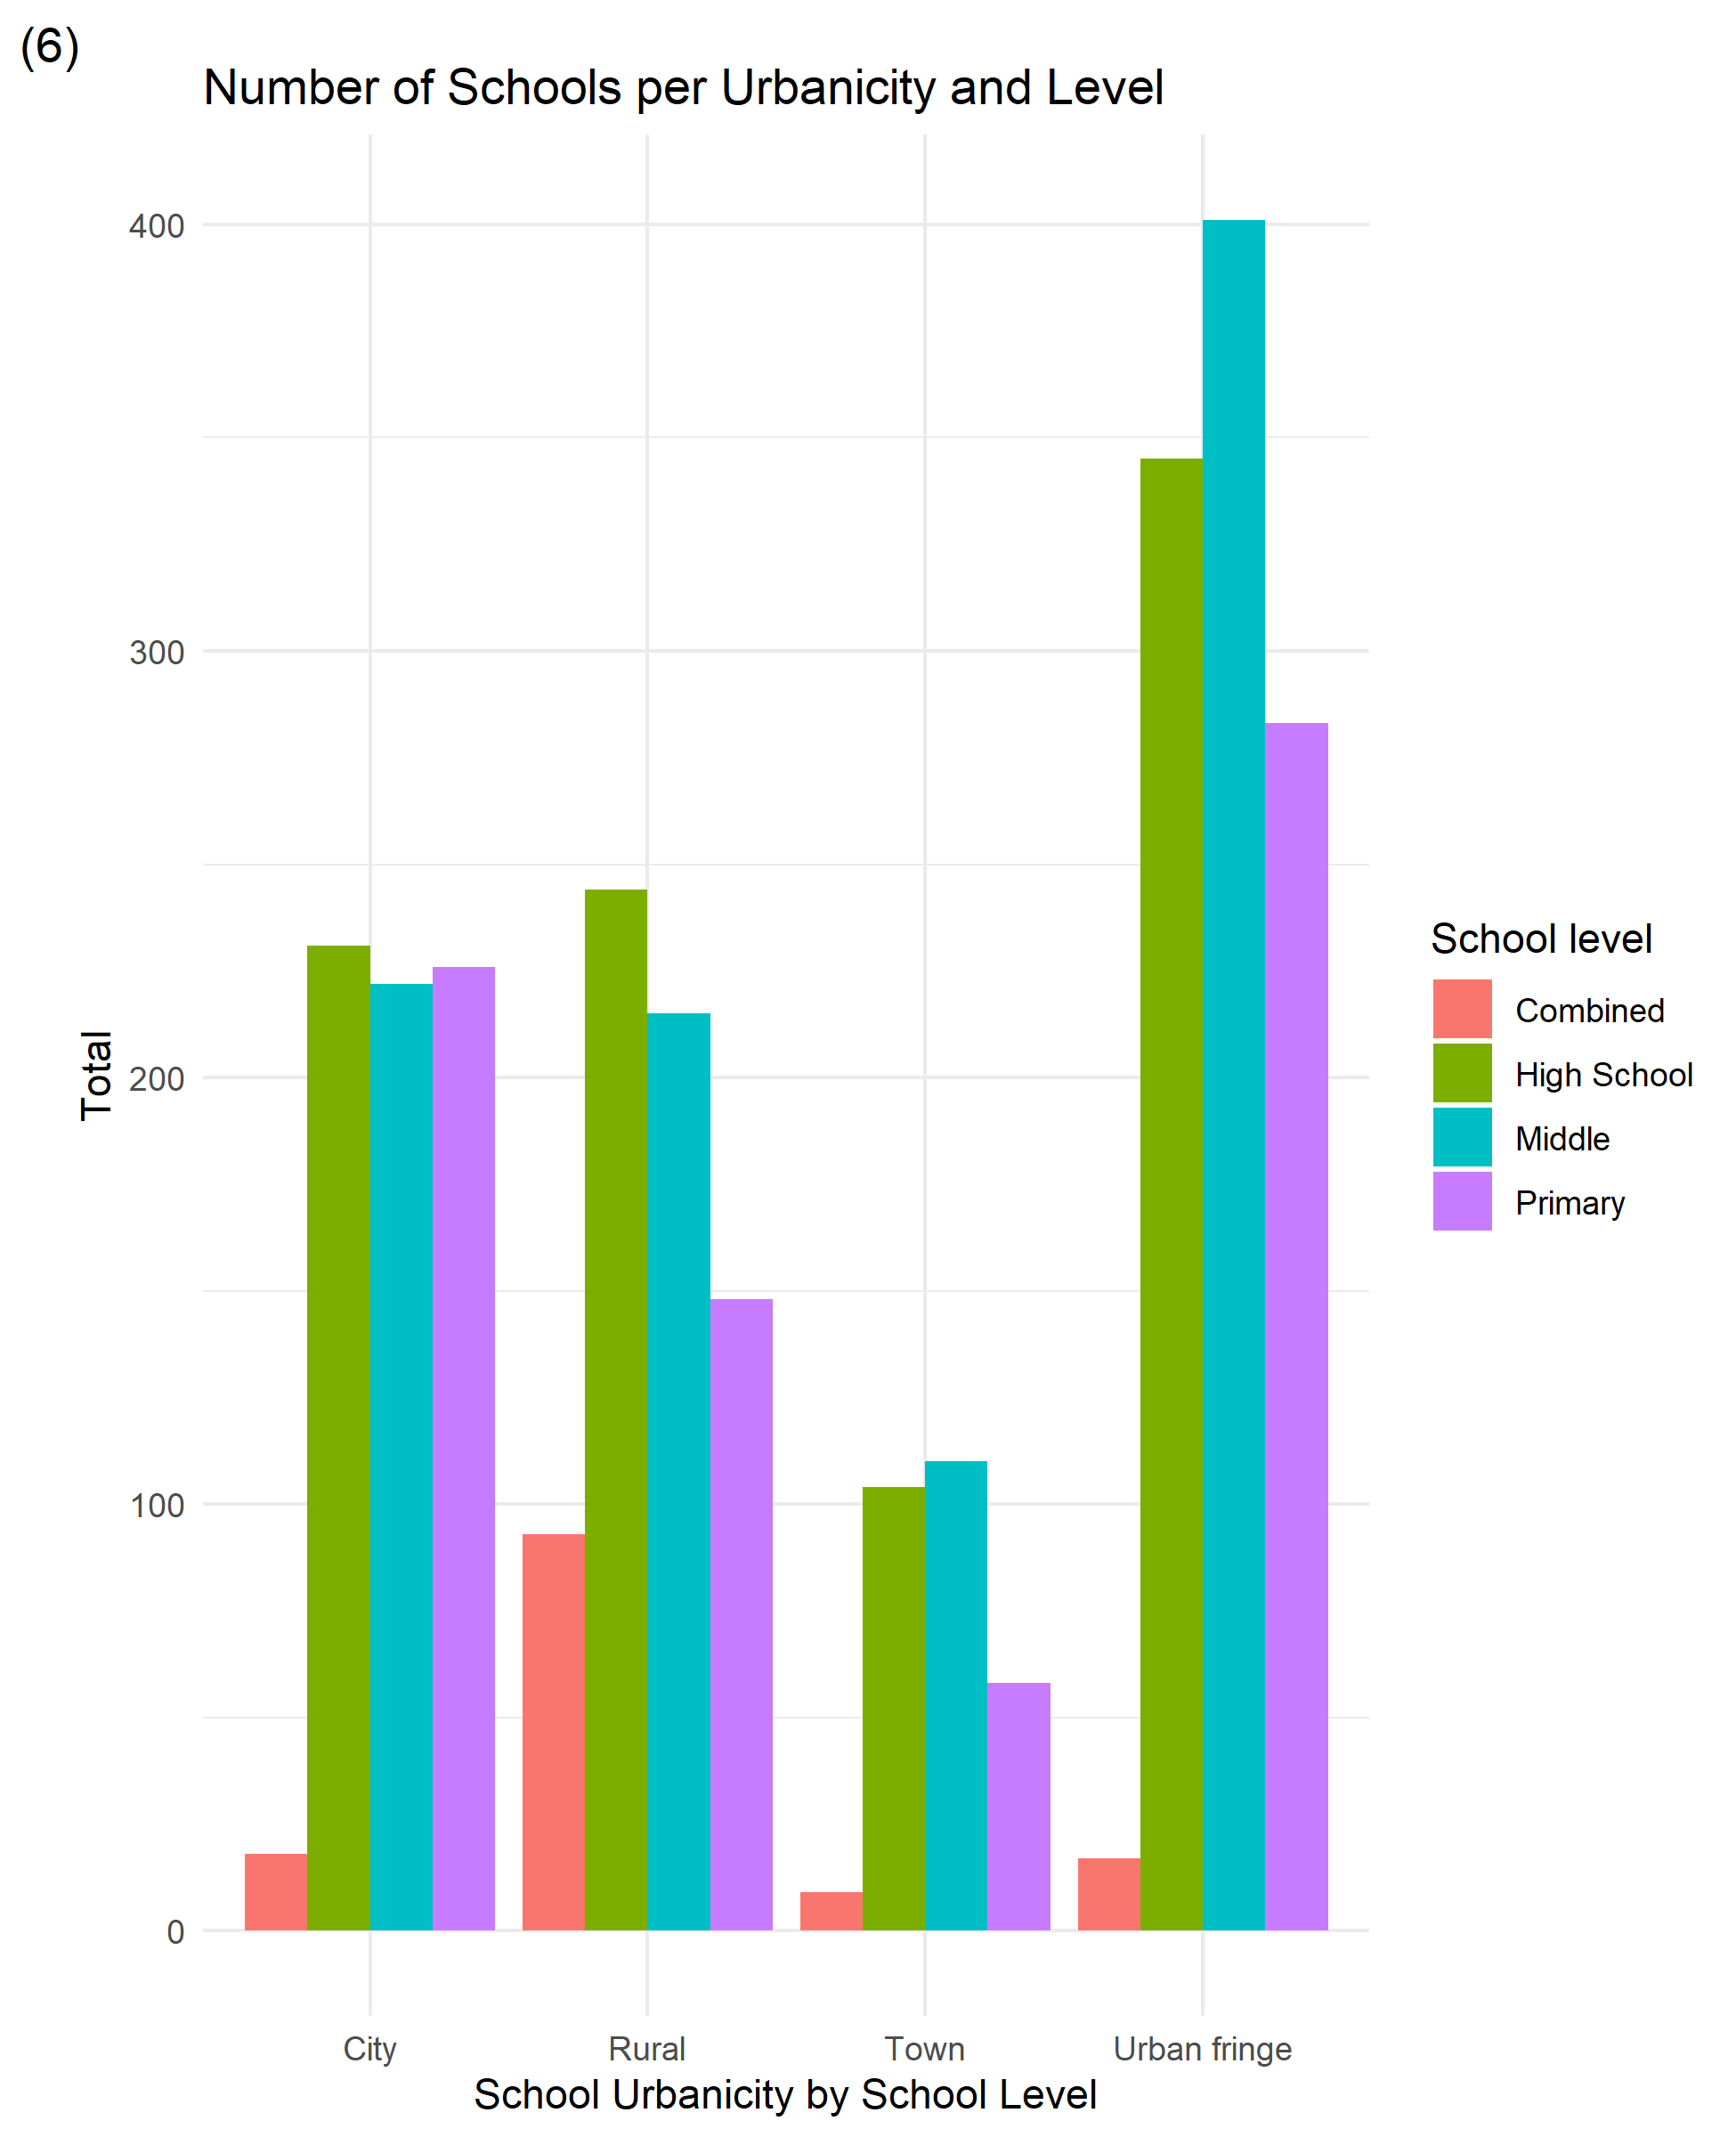 (6)
Number of Schools per Urbanicity and Level
400
300
200
100
0
Total
City Rural Town Urban fringe
School Urbanicity by School Level
School level
Combined
High School
Middle
Primary